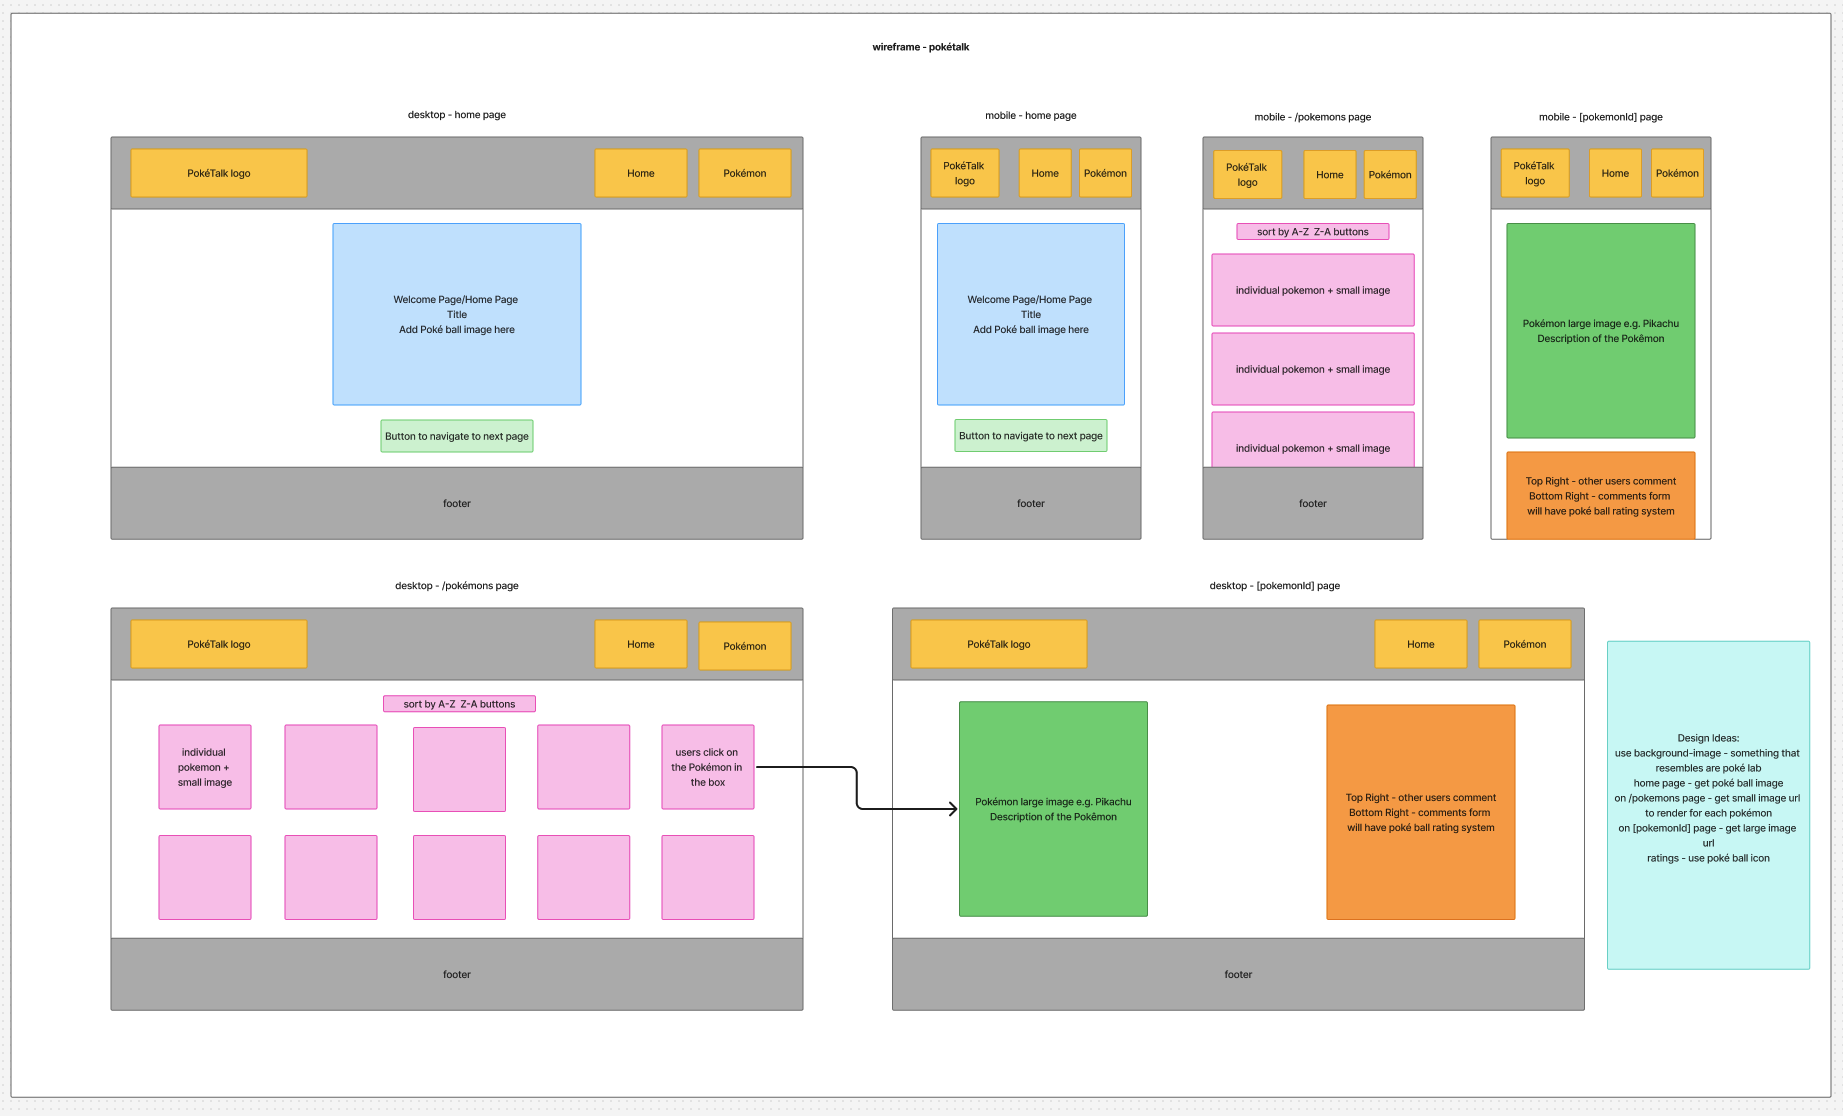 wireframe - pokétalk
desktop - home page
PokéTalk logo
Home
Pokémon
Welcome Page/Home Page
Title
Add Poké ball image here
Button to navigate to next page
footer
mobile - home page
PokéTalk
logo
Home
Pokémon
Welcome Page/Home Page
Title
Add Poké ball image here
Button to navigate to next page
footer
mobile - /pokemons page
PokéTalk
logo
Home
Pokémon
sort by A-Z  Z-A buttons
individual pokemon + small image
individual pokemon + small image
individual pokemon + small image
footer
mobile - [pokemonId] page
PokéTalk
logo
Home
Pokémon
Pokémon large image e.g. Pikachu
Description of the Pokêmon
Top Right - other users comment
Bottom Right - comments form
will have poké ball rating system
desktop - /pokémons page
PokéTalk logo
Home
Pokémon
sort by A-Z  Z-A buttons
individual
pokemon +
small image
users click on
the Pokémon in
the box
footer
desktop - [pokemonId] page
PokéTalk logo
Home
Pokémon
Pokémon large image e.g. Pikachu
Description of the Pokêmon
Top Right - other users comment
Bottom Right - comments form
will have poké ball rating system
footer
Design Ideas:
use background-image - something that
resembles are poké lab
home page - get poké ball image
on /pokemons page - get small image url
to render for each pokémon
on [pokemonId] page - get large image
url
ratings - use poké ball icon